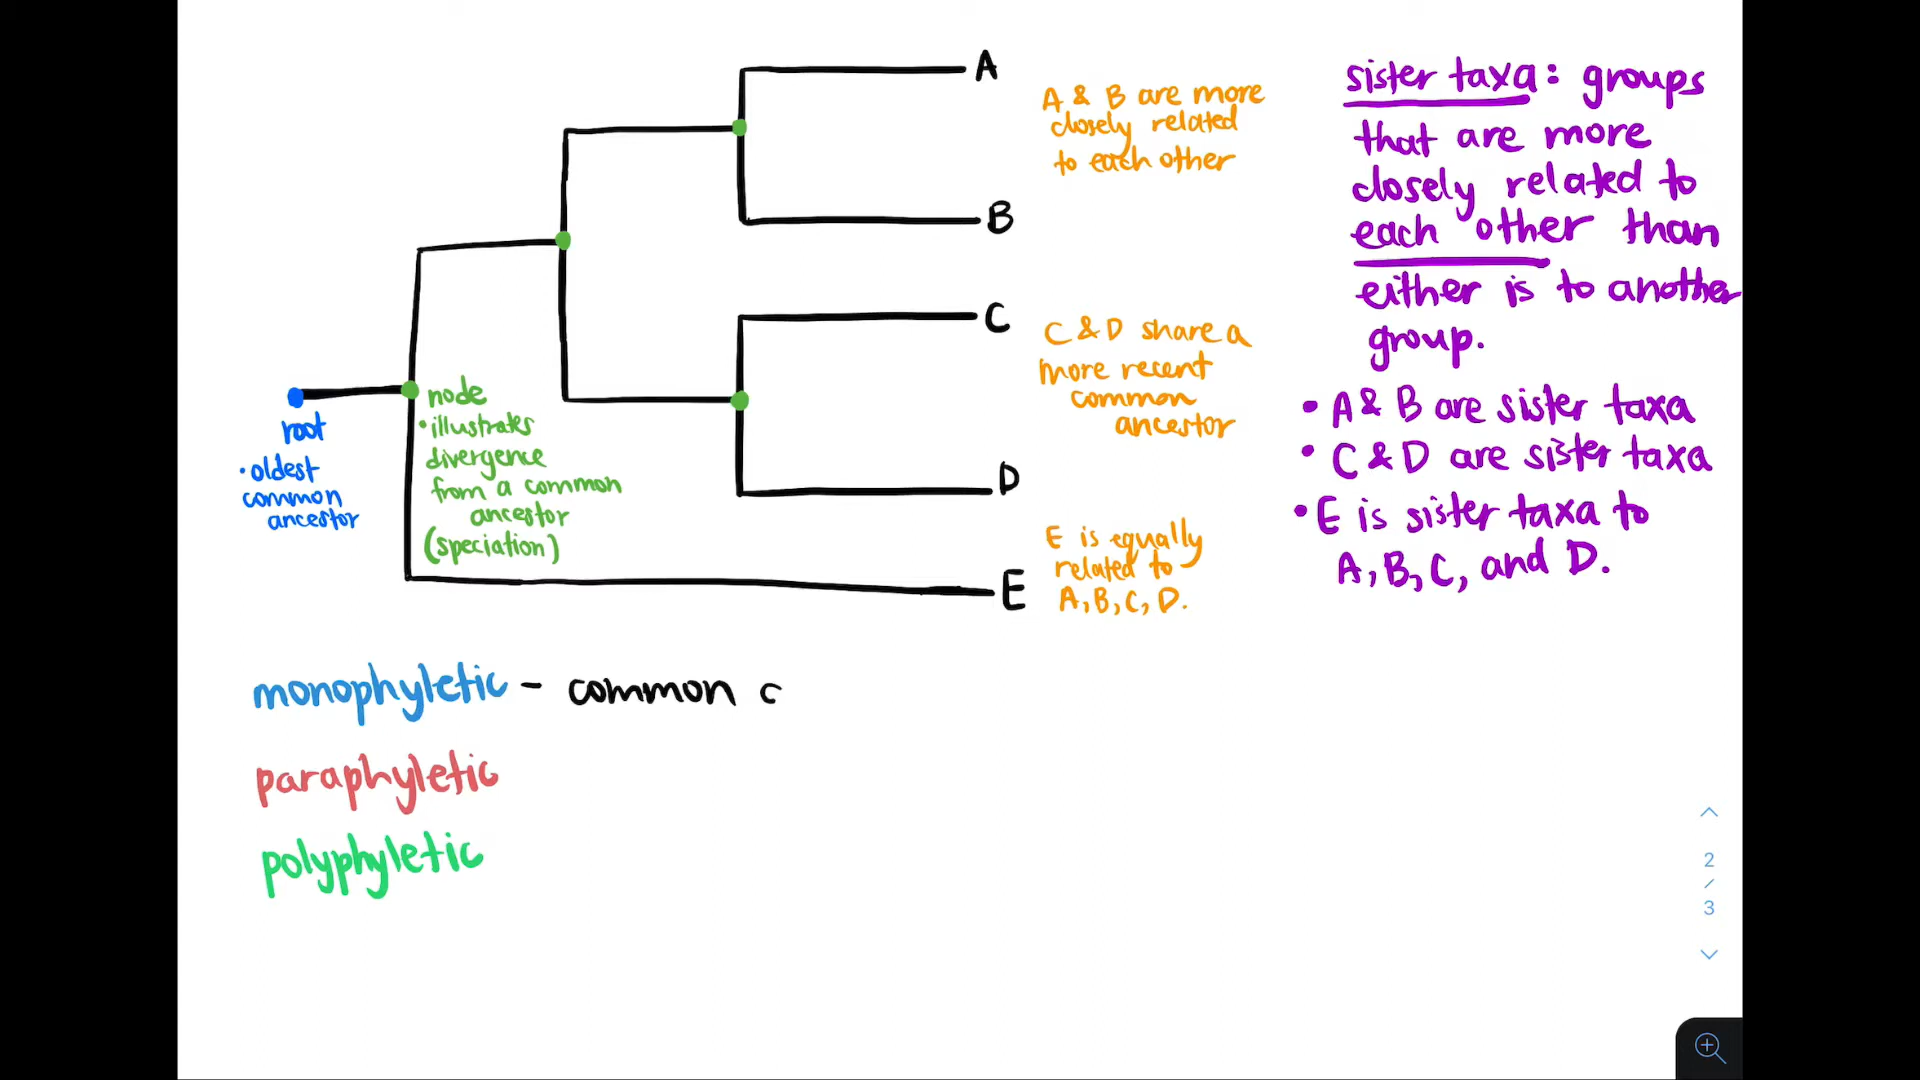 A
A & B are more
closely related
to each other
B
C
C & D share a
more recent
common
ancestor
D
E is equally
related to
A, B, C, D.
E
root
• oldest
common
ancestor
node
• illustrates
divergence
from a common
ancestor
(speciation)
sister taxa: groups
that are more
closely related to
each other than
either is to another
group.
• A & B are sister taxa
• C & D are sister taxa
• E is sister taxa to
A, B, C, and D.
monophyletic - common c
paraphyletic
polyphyletic
2
/
3